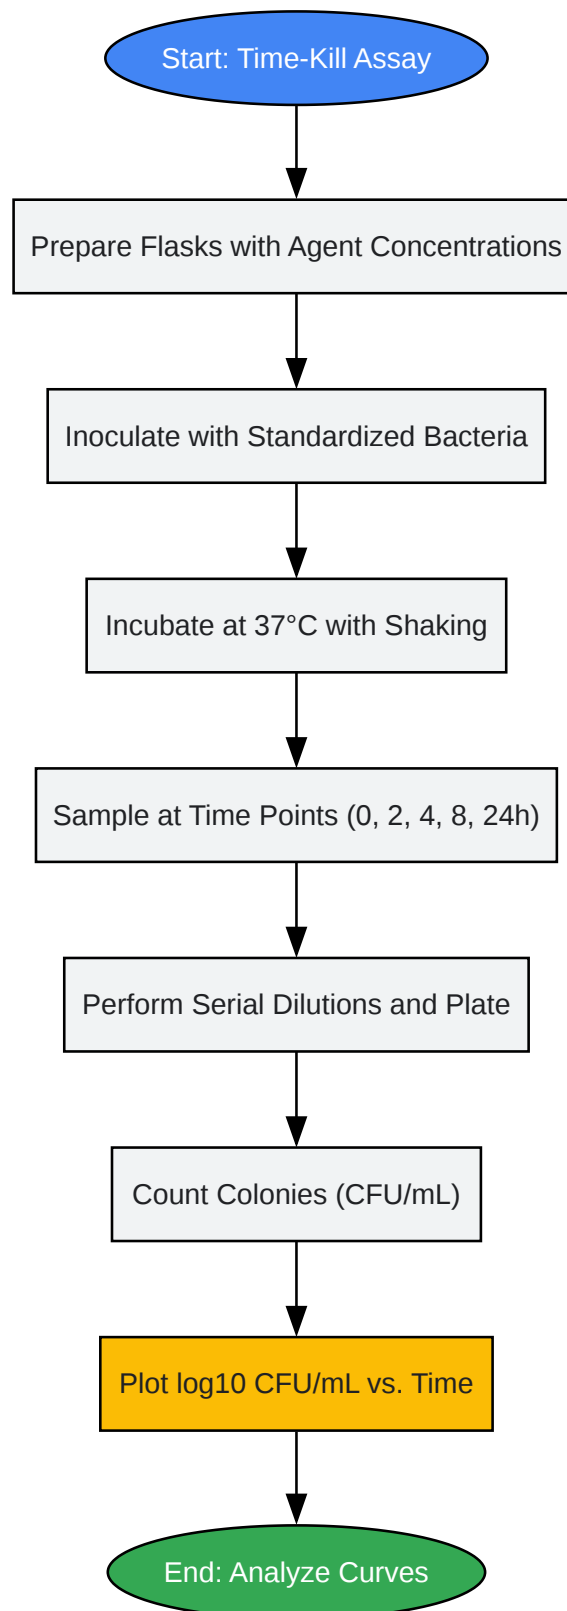 Start: Time-Kill Assay
Prepare Flasks with Agent Concentrations
Inoculate with Standardized Bacteria
Incubate at 37°C with Shaking
Sample at Time Points (0, 2, 4, 8, 24h)
Perform Serial Dilutions and Plate
Count Colonies (CFU/mL)
Plot log10 CFU/mL vs. Time
End: Analyze Curves